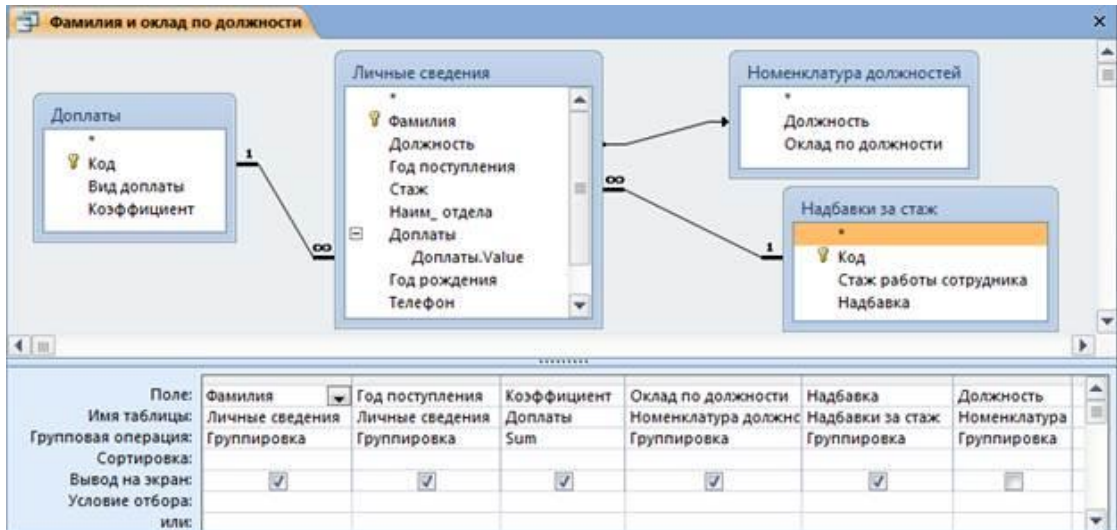 Фамилия и оклад по должности
Доплаты
*
Код
Вид доплаты
Коэффициент
1
∞
Личные сведения
*
Фамилия
Должность
Год поступления
Стаж
Наим_ отдела
Доплаты
Доплаты.Value
Год рождения
Телефон
∞
1
Номенклатура должностей
*
Должность
Оклад по должности
Надбавки за стаж
*
Код
Стаж работы сотрудника
Надбавка
Поле: Фамилия Год поступления Коэффициент Оклад по должности Надбавка Должность
Имя таблицы: Личные сведения Личные сведения Доплаты Номенклатура должнс Надбавки за стаж Номенклатура
Групповая операция: Группировка Группировка Sum Группировка Группировка Группировка
Сортировка:
Вывод на экран:
Условие отбора:
или: